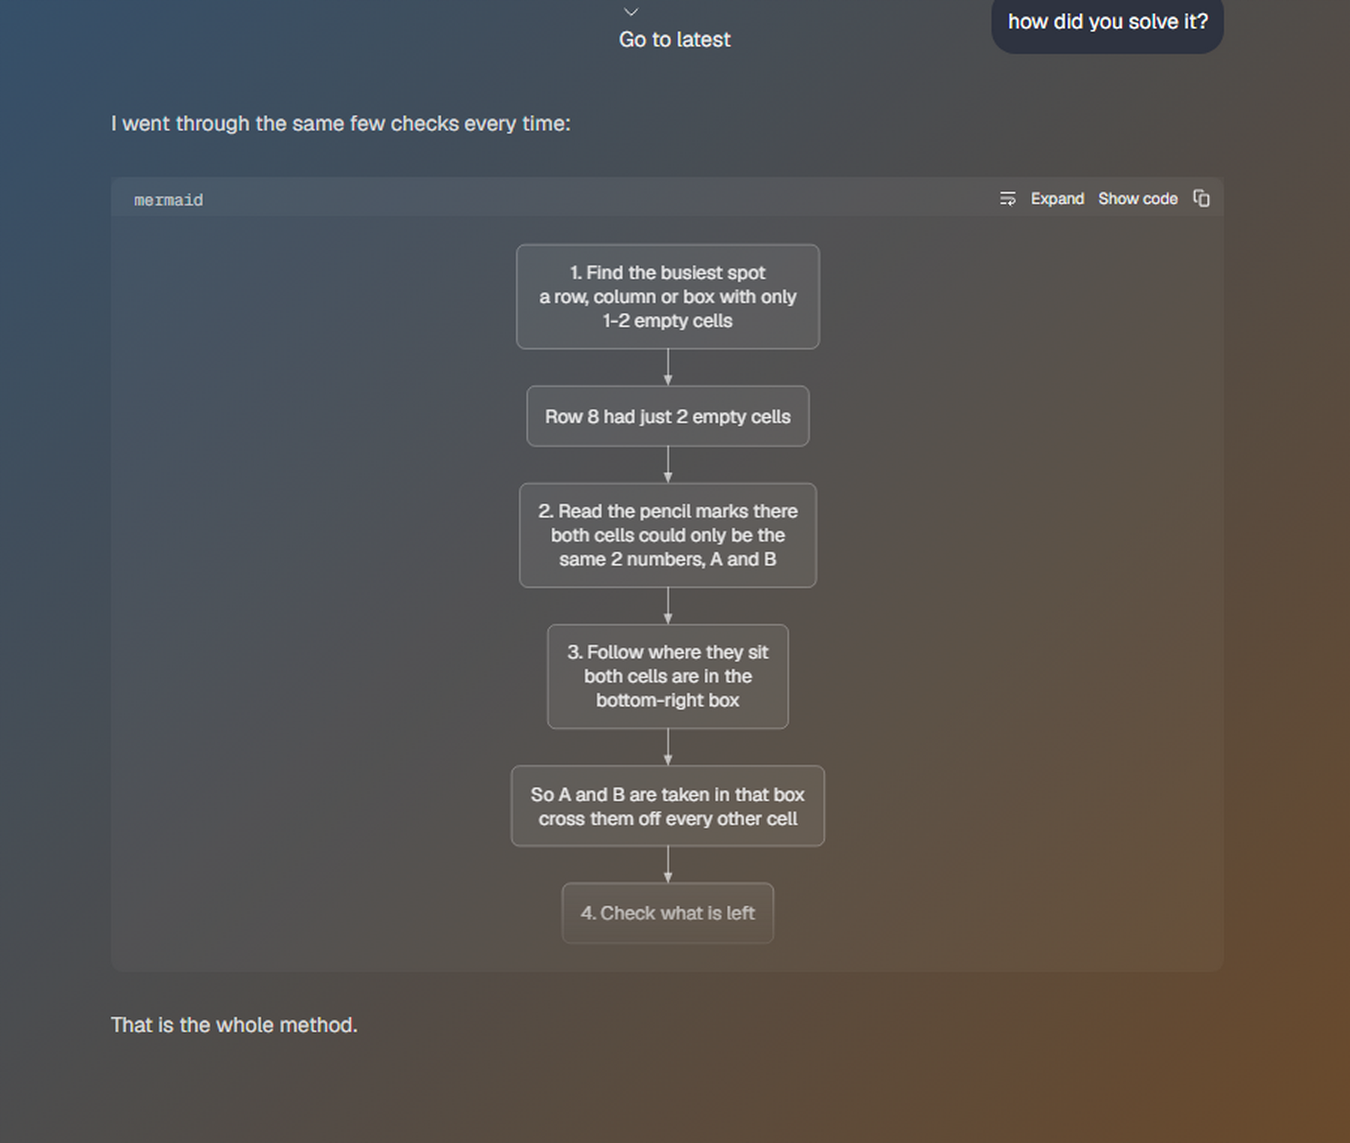 Go to latest
how did you solve it?
I went through the same few checks every time:
mermaid
Expand
Show code
1. Find the busiest spot
a row, column or box with only
1-2 empty cells
Row 8 had just 2 empty cells
2. Read the pencil marks there
both cells could only be the
same 2 numbers, A and B
3. Follow where they sit
both cells are in the
bottom-right box
So A and B are taken in that box
cross them off every other cell
4. Check what is left
That is the whole method.